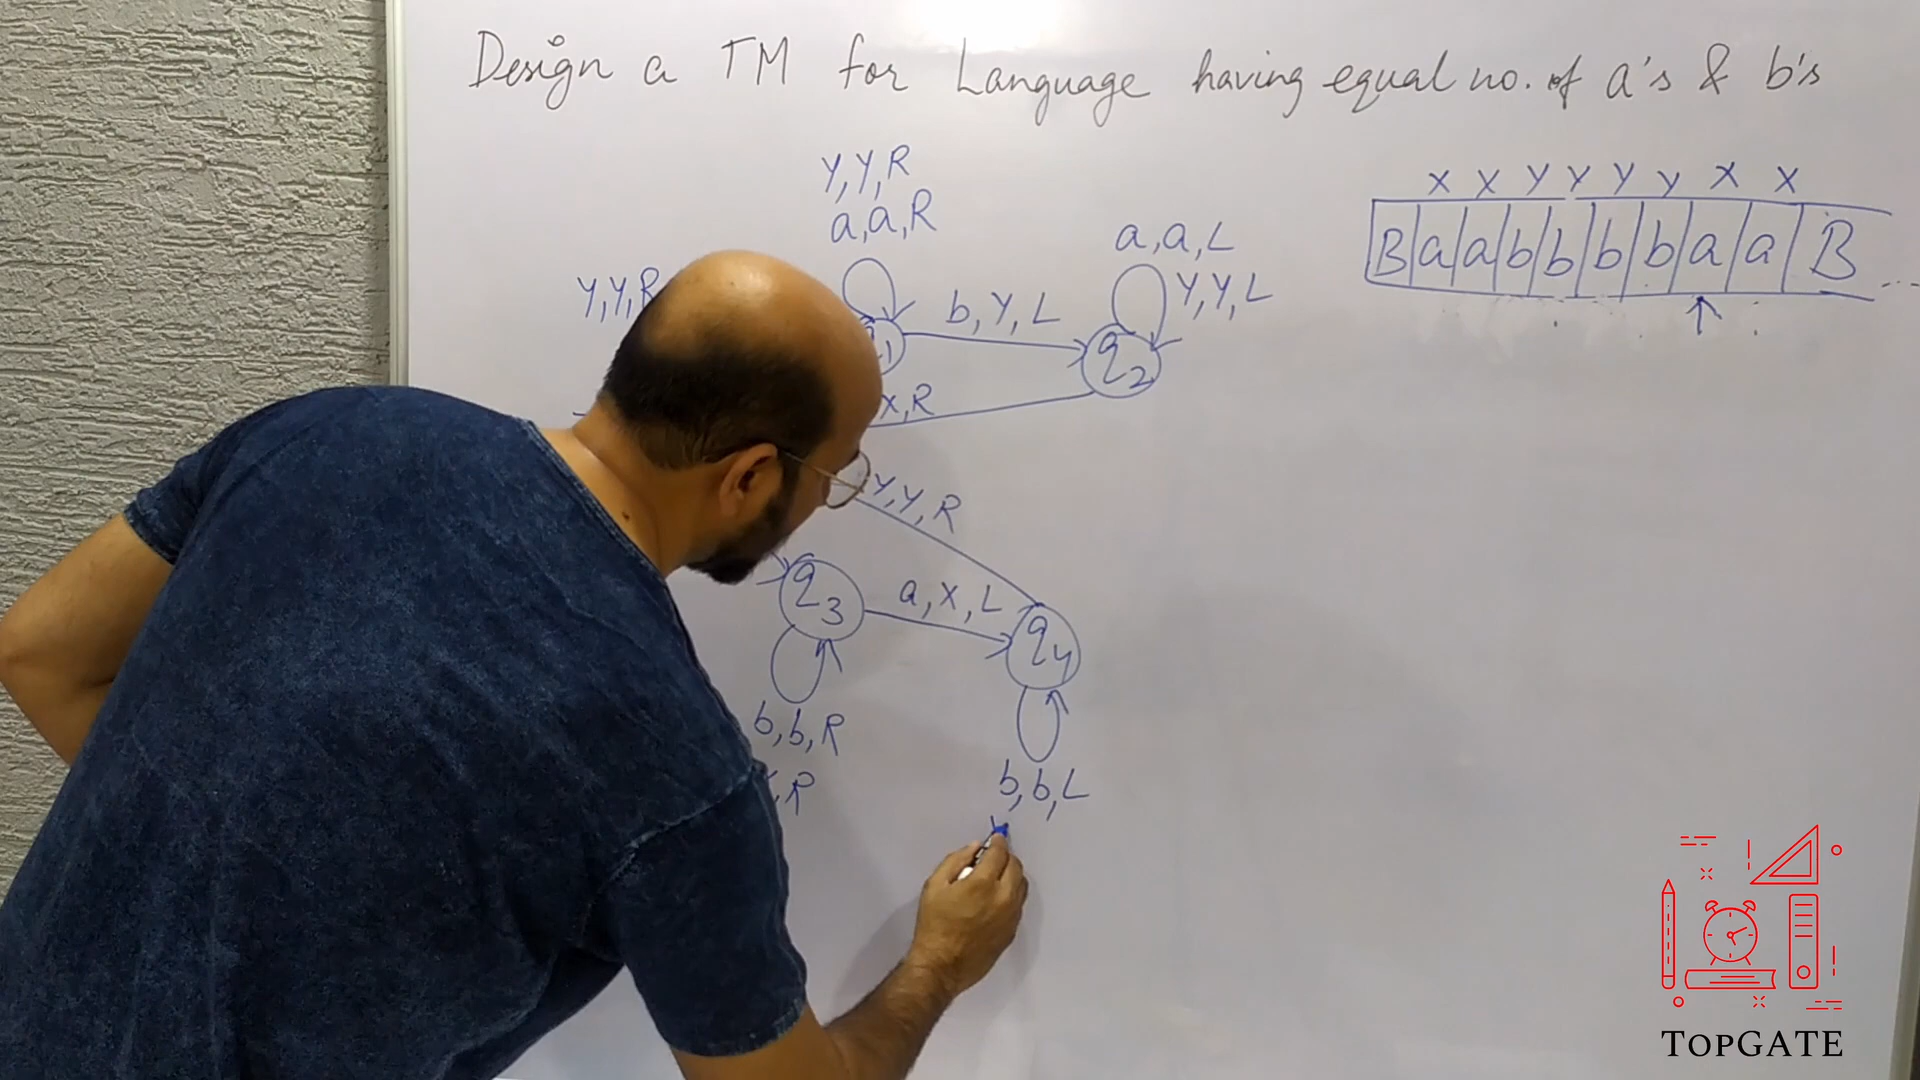 Design a TM for Language having equal no. of a's & b's
Y,Y,R
a,a,R
a,a,L
Y,Y,L
Y,Y,R
b,Y,L
q2
x,R
X X Y Y Y Y X X
B a a b b b b a a B
Y,Y,R
q3
a,X,L
q4
b,b,R
,R
b,b,L
TOPGATE